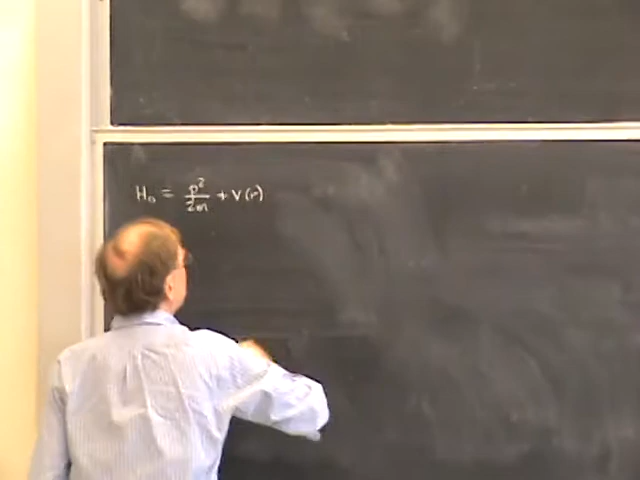 H₀ = p²/2m + V(r)